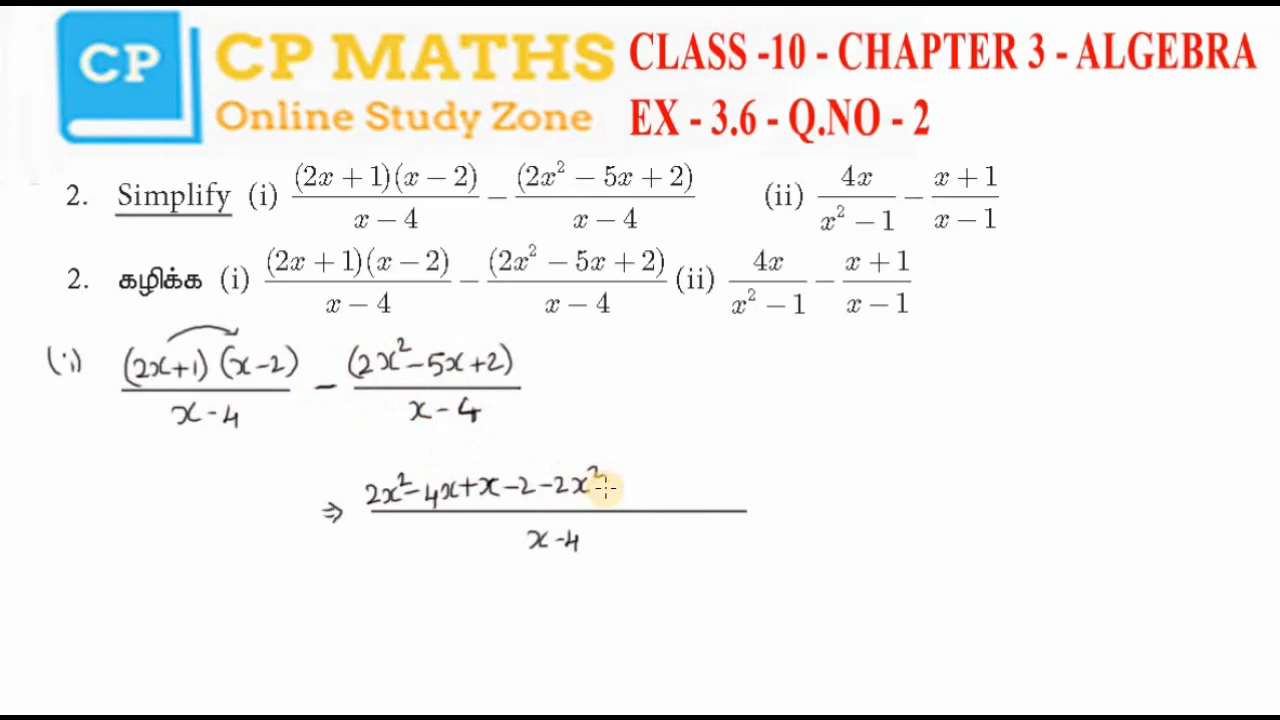 CP
CP MATHS
Online Study Zone
CLASS -10 - CHAPTER 3 - ALGEBRA
EX - 3.6 - Q.NO - 2
2. Simplify (i) (2x + 1)(x − 2)/(x − 4) − (2x² − 5x + 2)/(x − 4) (ii) 4x/(x² − 1) − (x + 1)/(x − 1)
2. கழிக்க (i) (2x + 1)(x − 2)/(x − 4) − (2x² − 5x + 2)/(x − 4) (ii) 4x/(x² − 1) − (x + 1)/(x − 1)
(i) (2x+1)(x−2)/(x−4) − (2x²−5x+2)/(x−4)
⇒ (2x²−4x+x−2−2x²)/(x−4)